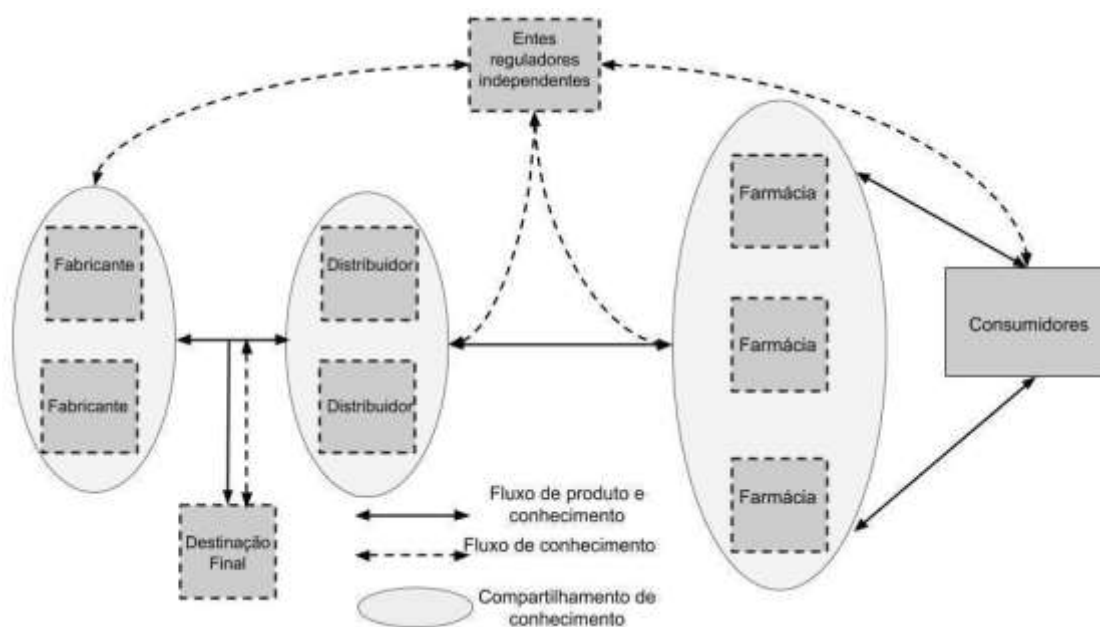 Entes
reguladores
independentes
Farmácia
Fabricante
Distribuidor
Farmácia
Consumidores
Fabricante
Distribuidor
Farmácia
Destinação
Final
Fluxo de produto e
conhecimento
Fluxo de conhecimento
Compartilhamento de
conhecimento